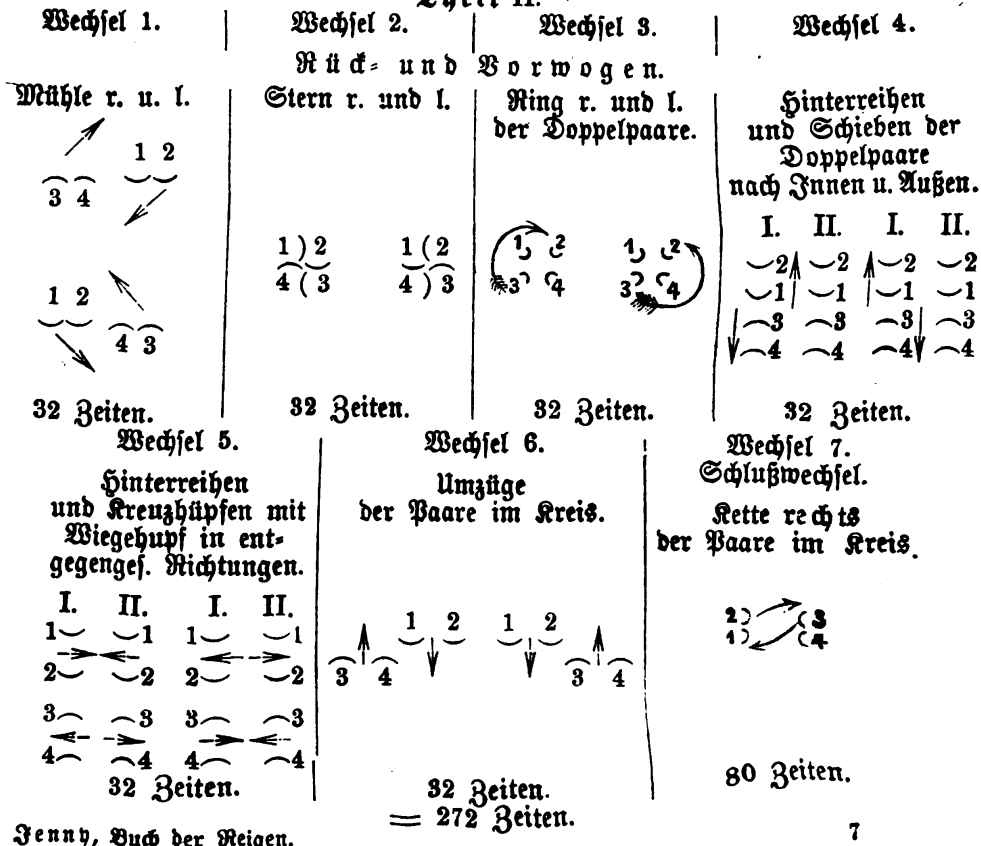 Wechsel 1.
Wechsel 2.
Wechsel 3.
Wechsel 4.
Rück- und Vorwogen.
Mühle r. u. l.
1 2
3 4
1 2
4 3
32 Zeiten.
Stern r. und l.
1 ) 2 1 ( 2
4 ( 3 4 ) 3
32 Zeiten.
Ring r. und l.
der Doppelpaare.
1 2 1 2
3 4 3 4
32 Zeiten.
Hinterreihen
und Schieben der
Doppelpaare
nach Innen u. Außen.
I. II. I. II.
2 2 2 2
1 1 1 1
3 3 3 3
4 4 4 4
32 Zeiten.
Wechsel 5.
Hinterreihen
und Kreuzhüpfen mit
Wiegehupf in ent-
gegenges. Richtungen.
I. II. I. II.
1 1 1 1
2 2 2 2
3 3 3 3
4 4 4 4
32 Zeiten.
Wechsel 6.
Umzüge
der Paare im Kreis.
1 2 1 2
3 4 3 4
32 Zeiten.
= 272 Zeiten.
Wechsel 7.
Schlußwechsel.
Kette rechts
der Paare im Kreis.
2 3
1 4
80 Zeiten.
Jenny, Buch der Reigen.
7